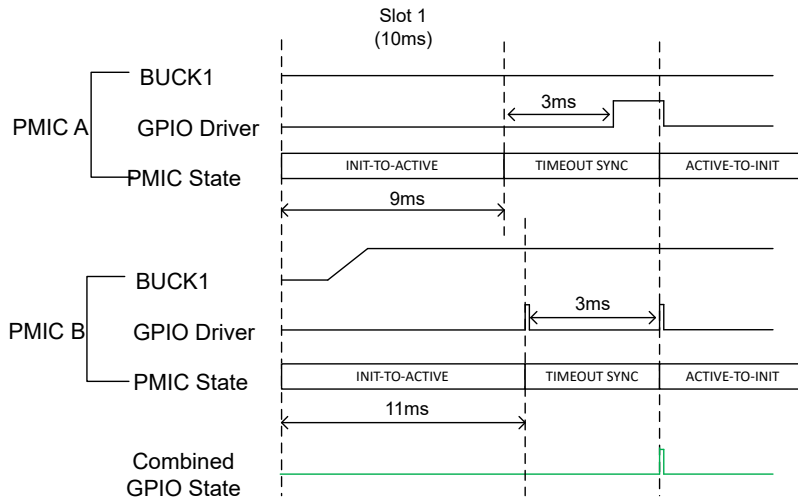 Slot 1
(10ms)
BUCK1
3ms
PMIC A
GPIO Driver
PMIC State
INIT-TO-ACTIVE
TIMEOUT SYNC
ACTIVE-TO-INIT
9ms
BUCK1
3ms
PMIC B
GPIO Driver
PMIC State
INIT-TO-ACTIVE
TIMEOUT SYNC
ACTIVE-TO-INIT
11ms
Combined
GPIO State